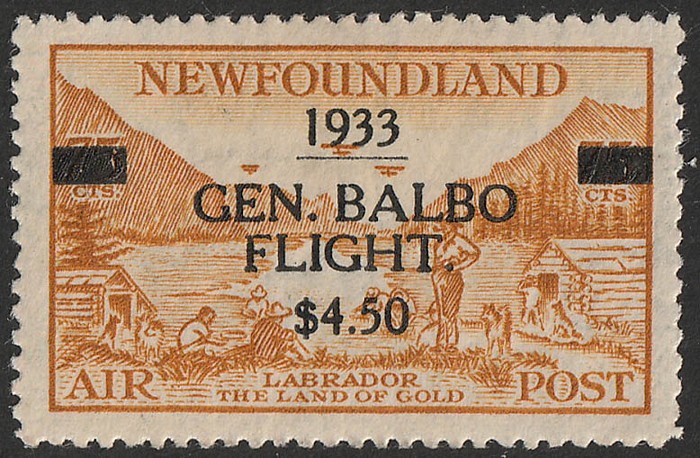 NEWFOUNDLAND
1933
75 75
CTS. CTS.
GEN. BALBO
FLIGHT.
$4.50
AIR LABRADOR POST
THE LAND OF GOLD